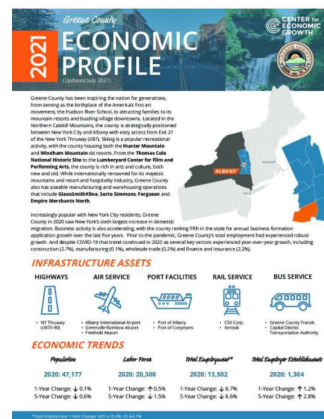 Greene County
CENTER for
ECONOMIC
GROWTH
2021
ECONOMIC
PROFILE
(Updated July 2021)
Greene County has been inspiring the nation for generations,
from serving as the birthplace of the America's first art
movement, the Hudson River School, to attracting families to its
mountain resorts and bustling village downtowns. Located in the
Northern Catskill Mountains, the county is strategically positioned
between New York City and Albany with easy access from Exit 21
of the New York Thruway (I-87). Skiing is a popular recreational
activity, with the county housing both the Hunter Mountain
and Windham Mountain ski resorts. From the Thomas Cole
National Historic Site to the Lumberyard Center for Film and
Performing Arts, the county is rich in arts and culture, both
new and old. While internationally renowned for its majestic
mountains and resort and hospitality industry, Greene County
also has sizeable manufacturing and warehousing operations
that include GlaxoSmithKline, Serta Simmons, Ferguson and
Empire Merchants North.
ALBANY
Increasingly popular with New York City residents, Greene
County in 2020 saw New York's sixth largest increase in domestic
migration. Business activity is also accelerating, with the county ranking fifth in the state for annual business formation
application growth over the last five years. Prior to the pandemic, Greene County's total employment had experienced robust
growth. And despite COVID-19 that trend continued in 2020 as several key sectors experienced year-over-year growth, including
construction (2.7%), manufacturing (0.1%), wholesale trade (5.2%) and finance and insurance (2.2%).
INFRASTRUCTURE ASSETS
HIGHWAYS
AIR SERVICE
PORT FACILITIES
RAIL SERVICE
BUS SERVICE
• NY Thruway
(I-87/I-90)
• Albany International Airport
• Greenville-Rainbow Airport
• Freehold Airport
• Port of Albany
• Port of Coeymans
• CSX Corp.
• Amtrak
• Greene County Transit
• Capital District
Transportation Authority
ECONOMIC TRENDS
Population
Labor Force
Total Employment*
Total Employer Establishments
2020: 47,177
2020: 20,300
2020: 13,502
2020: 1,304
1-Year Change: ↓ 0.1%
1-Year Change: ↑ 0.5%
1-Year Change: ↓ 6.7%
1-Year Change: ↑ 1.2%
5-Year Change: ↓ 0.6%
5-Year Change: ↓ 1.5%
5-Year Change: ↓ 6.6%
5-Year Change: ↑ 2.8%